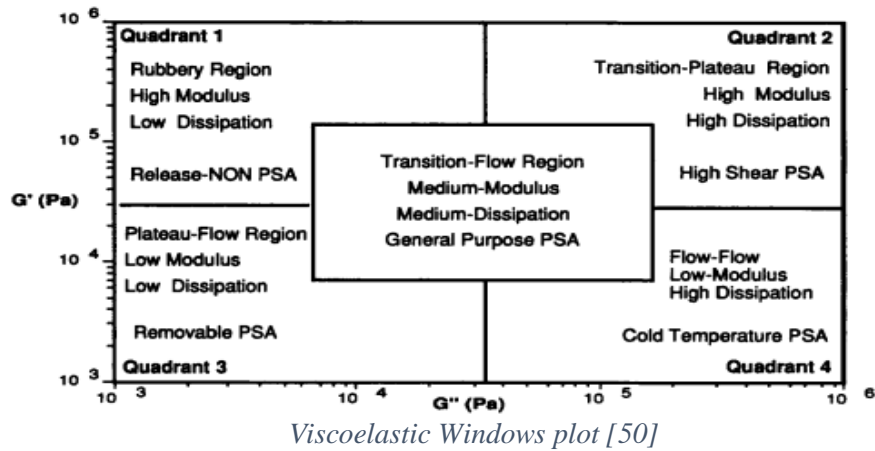 10 6
Quadrant 1
Rubbery Region
High Modulus
Low Dissipation
Release-NON PSA
Quadrant 2
Transition-Plateau Region
High Modulus
High Dissipation
High Shear PSA
10 5
Transition-Flow Region
Medium-Modulus
Medium-Dissipation
General Purpose PSA
G' (Pa)
Plateau-Flow Region
Low Modulus
Low Dissipation
Removable PSA
Quadrant 3
10 4
Flow-Flow
Low-Modulus
High Dissipation
Cold Temperature PSA
Quadrant 4
10 3
10 3
10 4
G'' (Pa)
10 5
10 6
Viscoelastic Windows plot [50]